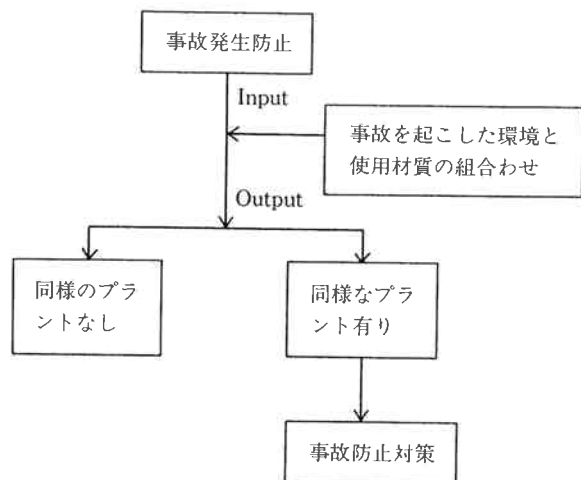 事故発生防止
Input
事故を起こした環境と
使用材質の組合わせ
Output
同様のプラ
ントなし
同様なプラ
ント有り
事故防止対策